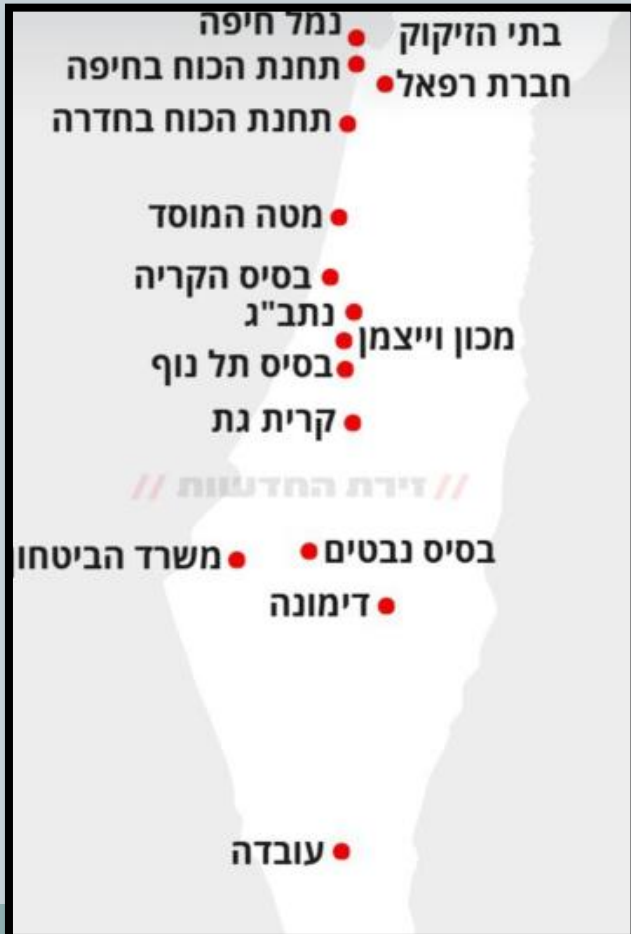 נמל חיפה
בתי הזיקוק
תחנת הכוח בחיפה
חברת רפאל
תחנת הכוח בחדרה
מטה המוסד
בסיס הקריה
נתב"ג
מכון וייצמן
בסיס תל נוף
קרית גת
// זירת החדשות //
בסיס נבטים
משרד הביטחו
דימונה
עובדה